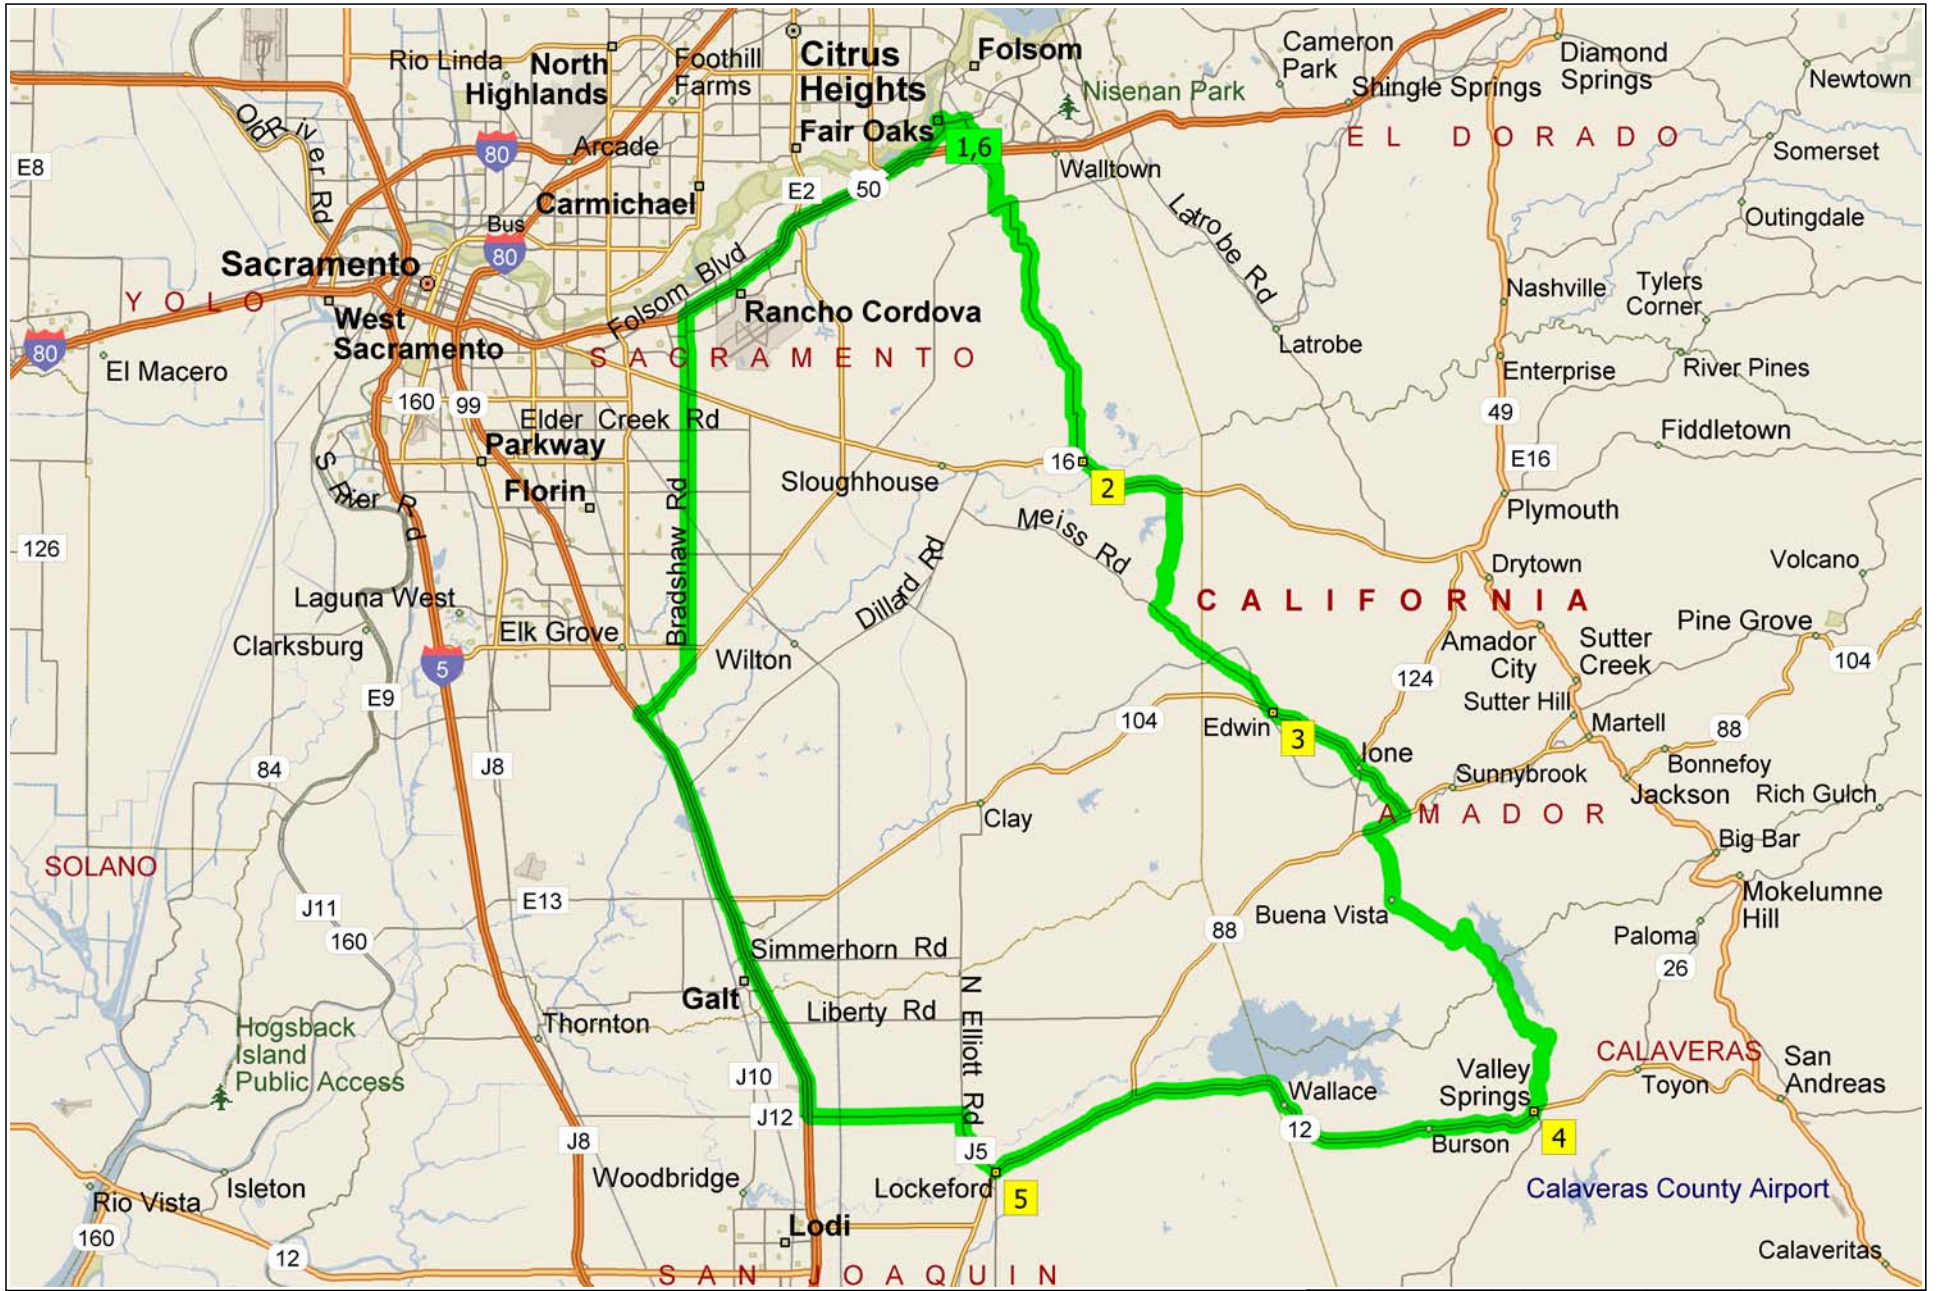 Rio Linda
North
Highlands
Foothill
Farms
Citrus
Heights
Folsom
Cameron
Park
Diamond
Springs
Newtown
Nisenan Park
Shingle Springs
Old River Rd
80
Arcade
Fair Oaks
1,6
EL DORADO
Somerset
E8
Walltown
E2
50
Carmichael
Bus
80
Latrobe Rd
Outingdale
Sacramento
YOLO
Folsom Blvd
Nashville
Tylers
Corner
West
Sacramento
Rancho Cordova
SACRAMENTO
Latrobe
80
El Macero
Enterprise
River Pines
160
99
49
Elder Creek Rd
Parkway
Fiddletown
S River Rd
16
E16
Sloughhouse
2
Florin
Plymouth
Bradshaw Rd
Meiss Rd
126
Dillard Rd
Drytown
Volcano
Laguna West
CALIFORNIA
Clarksburg
Elk Grove
Amador
City
Sutter
Creek
Pine Grove
5
Wilton
104
E9
124
Sutter Hill
104
Edwin
3
Martell
88
Ione
84
J8
Sunnybrook
Bonnefoy
Jackson
Rich Gulch
Clay
AMADOR
Big Bar
SOLANO
Mokelumne
Hill
J11
E13
Buena Vista
160
88
Paloma
26
Simmerhorn Rd
Galt
Liberty Rd
N Elliott Rd
Hogsback
Island
Public Access
Thornton
CALAVERAS
San
Andreas
J10
Valley
Springs
Toyon
Wallace
J12
J8
12
4
J5
Burson
Woodbridge
Lockeford
5
Isleton
Rio Vista
Calaveras County Airport
Lodi
160
12
Calaveritas
SAN JOAQUIN